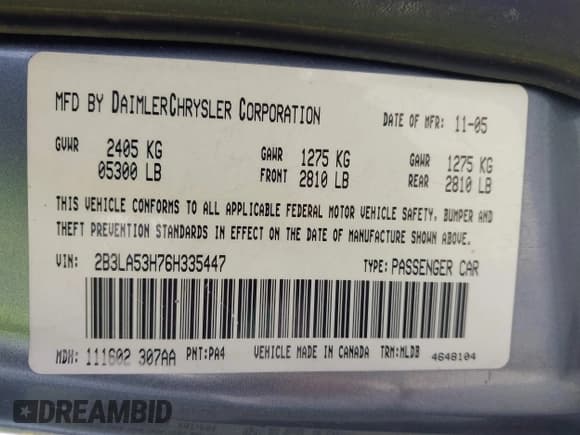 MFD BY DAIMLERCHRYSLER CORPORATION DATE OF MFR: 11-05
GVWR 2405 KG GAWR 1275 KG GAWR 1275 KG
05300 LB FRONT 2810 LB REAR 2810 LB
THIS VEHICLE CONFORMS TO ALL APPLICABLE FEDERAL MOTOR VEHICLE SAFETY, BUMPER AND
THEFT PREVENTION STANDARDS IN EFFECT ON THE DATE OF MANUFACTURE SHOWN ABOVE.
VIN: 2B3LA53H76H335447 TYPE: PASSENGER CAR
MDH: 111602 307AA PNT: PA4 VEHICLE MADE IN CANADA TRM: MLDB 4648104
DREAMBID